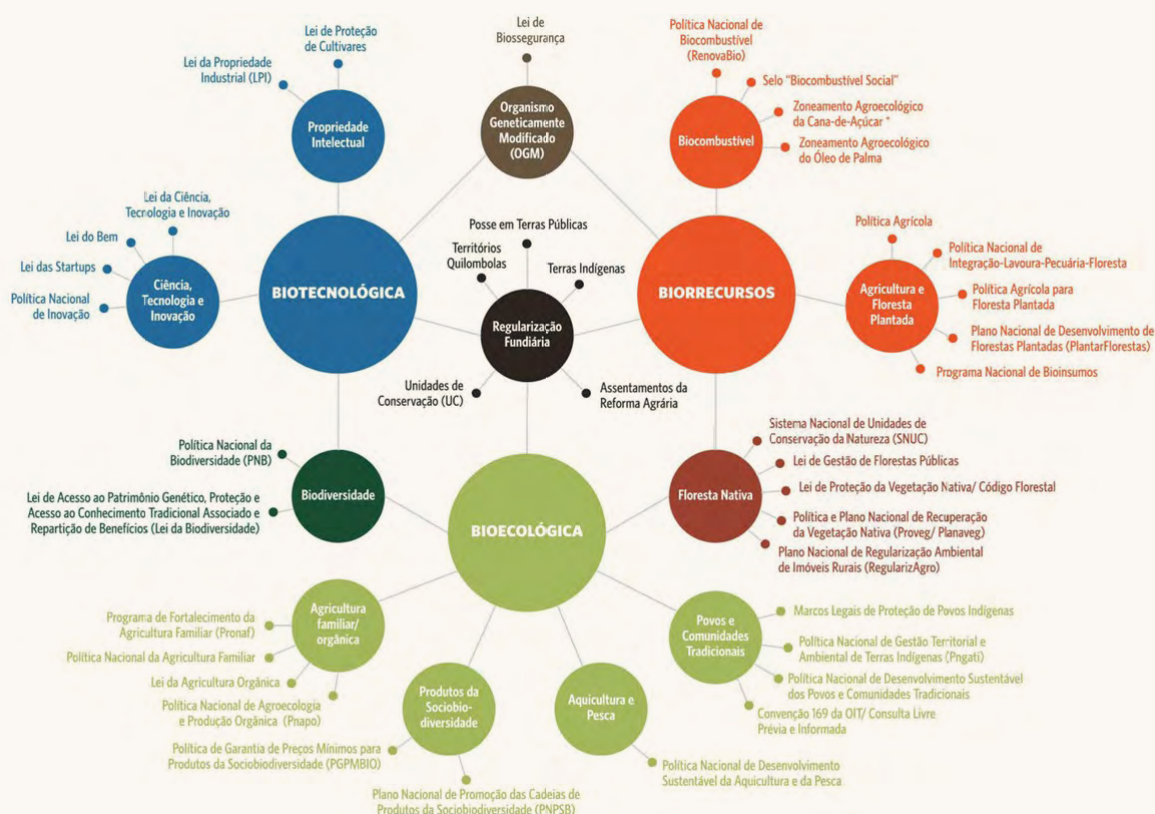 Lei de Proteção
de Cultivares
Lei da Propriedade
Industrial (LPI)
Propriedade
Intelectual
Lei de
Biossegurança
Organismo
Geneticamente
Modificado
(OGM)
Política Nacional de
Biocombustível
(RenovaBio)
Selo "Biocombustível Social"
Zoneamento Agroecológico
da Cana-de-Açúcar *
Zoneamento Agroecológico
do Óleo de Palma
Biocombustível
Lei da Ciência,
Tecnologia e Inovação
Lei do Bem
Lei das Startups
Política Nacional
de Inovação
Ciência,
Tecnologia e
Inovação
BIOTECNOLÓGICA
Posse em Terras Públicas
Territórios
Quilombolas
Terras Indígenas
Regularização
Fundiária
Unidades de
Conservação (UC)
Assentamentos da
Reforma Agrária
BIORRECURSOS
Política Agrícola
Política Nacional de
Integração-Lavoura-Pecuária-Floresta
Política Agrícola para
Floresta Plantada
Plano Nacional de Desenvolvimento de
Florestas Plantadas (PlantarFlorestas)
Programa Nacional de Bioinsumos
Agricultura e
Floresta
Plantada
Política Nacional da
Biodiversidade (PNB)
Lei de Acesso ao Patrimônio Genético, Proteção e
Acesso ao Conhecimento Tradicional Associado e
Repartição de Benefícios (Lei da Biodiversidade)
Biodiversidade
BIOECOLÓGICA
Floresta Nativa
Sistema Nacional de Unidades de
Conservação da Natureza (SNUC)
Lei de Gestão de Florestas Públicas
Lei de Proteção da Vegetação Nativa/ Código Florestal
Política e Plano Nacional de Recuperação
da Vegetação Nativa (Proveg/ Planaveg)
Plano Nacional de Regularização Ambiental
de Imóveis Rurais (RegularizAgro)
Agricultura
familiar/
orgânica
Programa de Fortalecimento da
Agricultura Familiar (Pronaf)
Política Nacional da Agricultura Familiar
Lei da Agricultura Orgânica
Política Nacional de Agroecologia
e Produção Orgânica (Pnapo)
Produtos da
Sociobio-
diversidade
Política de Garantia de Preços Mínimos para
Produtos da Sociobiodiversidade (PGPMBIO)
Plano Nacional de Promoção das Cadeias de
Produtos da Sociobiodiversidade (PNPSB)
Aquicultura e
Pesca
Política Nacional de Desenvolvimento
Sustentável da Aquicultura e da Pesca
Povos e
Comunidades
Tradicionais
Marcos Legais de Proteção de Povos Indígenas
Política Nacional de Gestão Territorial e
Ambiental de Terras Indígenas (Pngati)
Política Nacional de Desenvolvimento Sustentável
dos Povos e Comunidades Tradicionais
Convenção 169 da OIT/ Consulta Livre
Prévia e Informada